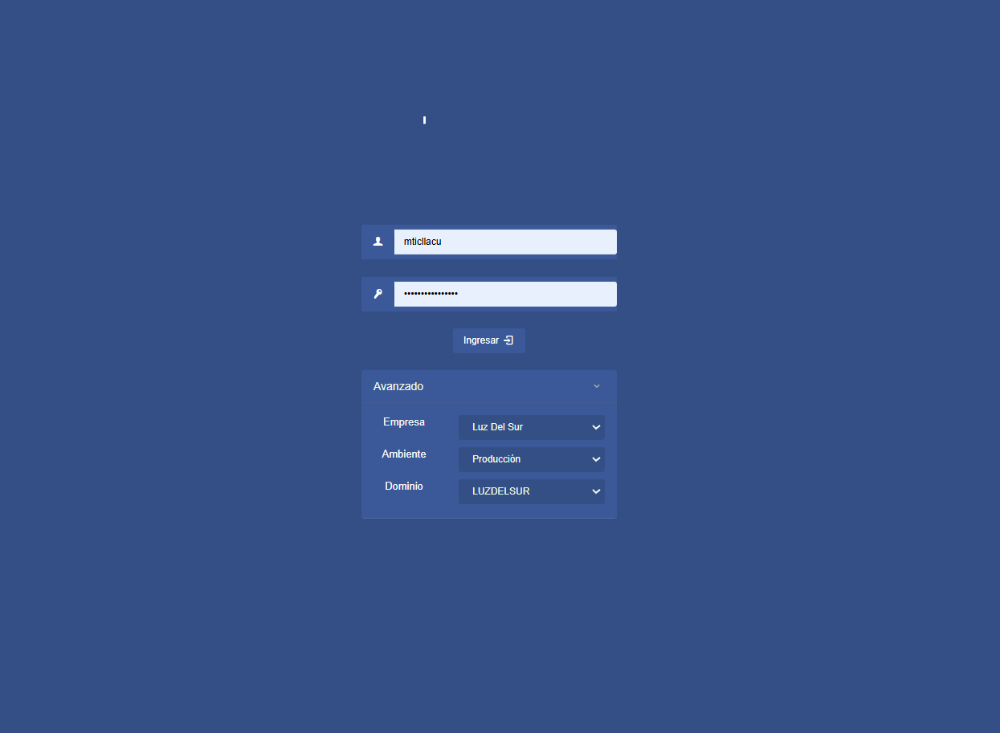 mticllacu
••••••••••••••••
Ingresar
Avanzado
Empresa Luz Del Sur
Ambiente Producción
Dominio LUZDELSUR